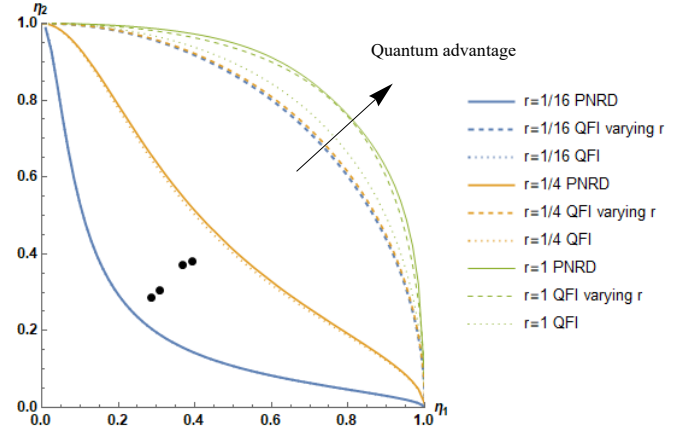 η2
1.0
0.8
0.6
0.4
0.2
0.0
0.0 0.2 0.4 0.6 0.8 1.0
η1
Quantum advantage
r=1/16 PNRD
r=1/16 QFI varying r
r=1/16 QFI
r=1/4 PNRD
r=1/4 QFI varying r
r=1/4 QFI
r=1 PNRD
r=1 QFI varying r
r=1 QFI